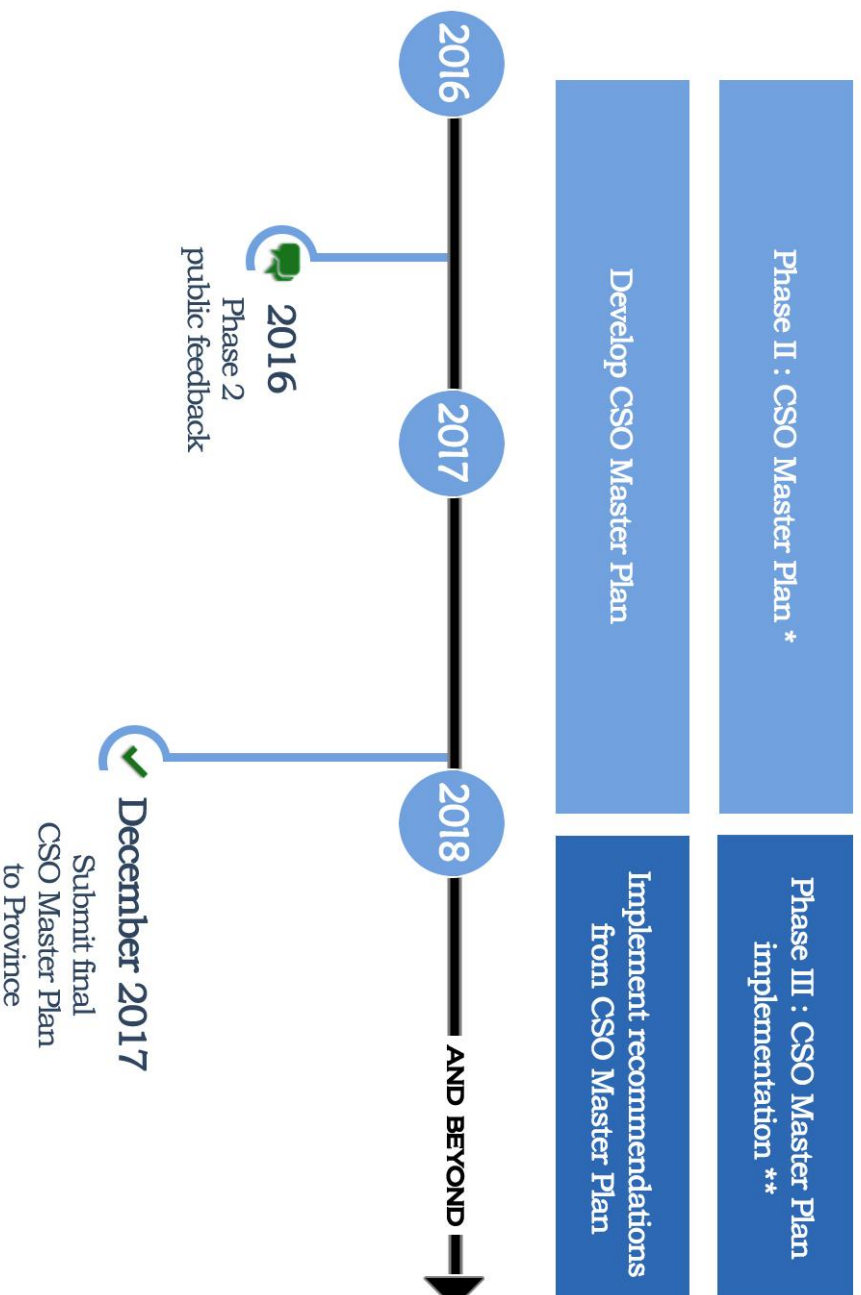 Phase II : CSO Master Plan *
Phase III : CSO Master Plan
implementation **
Develop CSO Master Plan
Implement recommendations
from CSO Master Plan
2016
2017
2018
AND BEYOND
2016
Phase 2
public feedback
December 2017
Submit final
CSO Master Plan
to Province